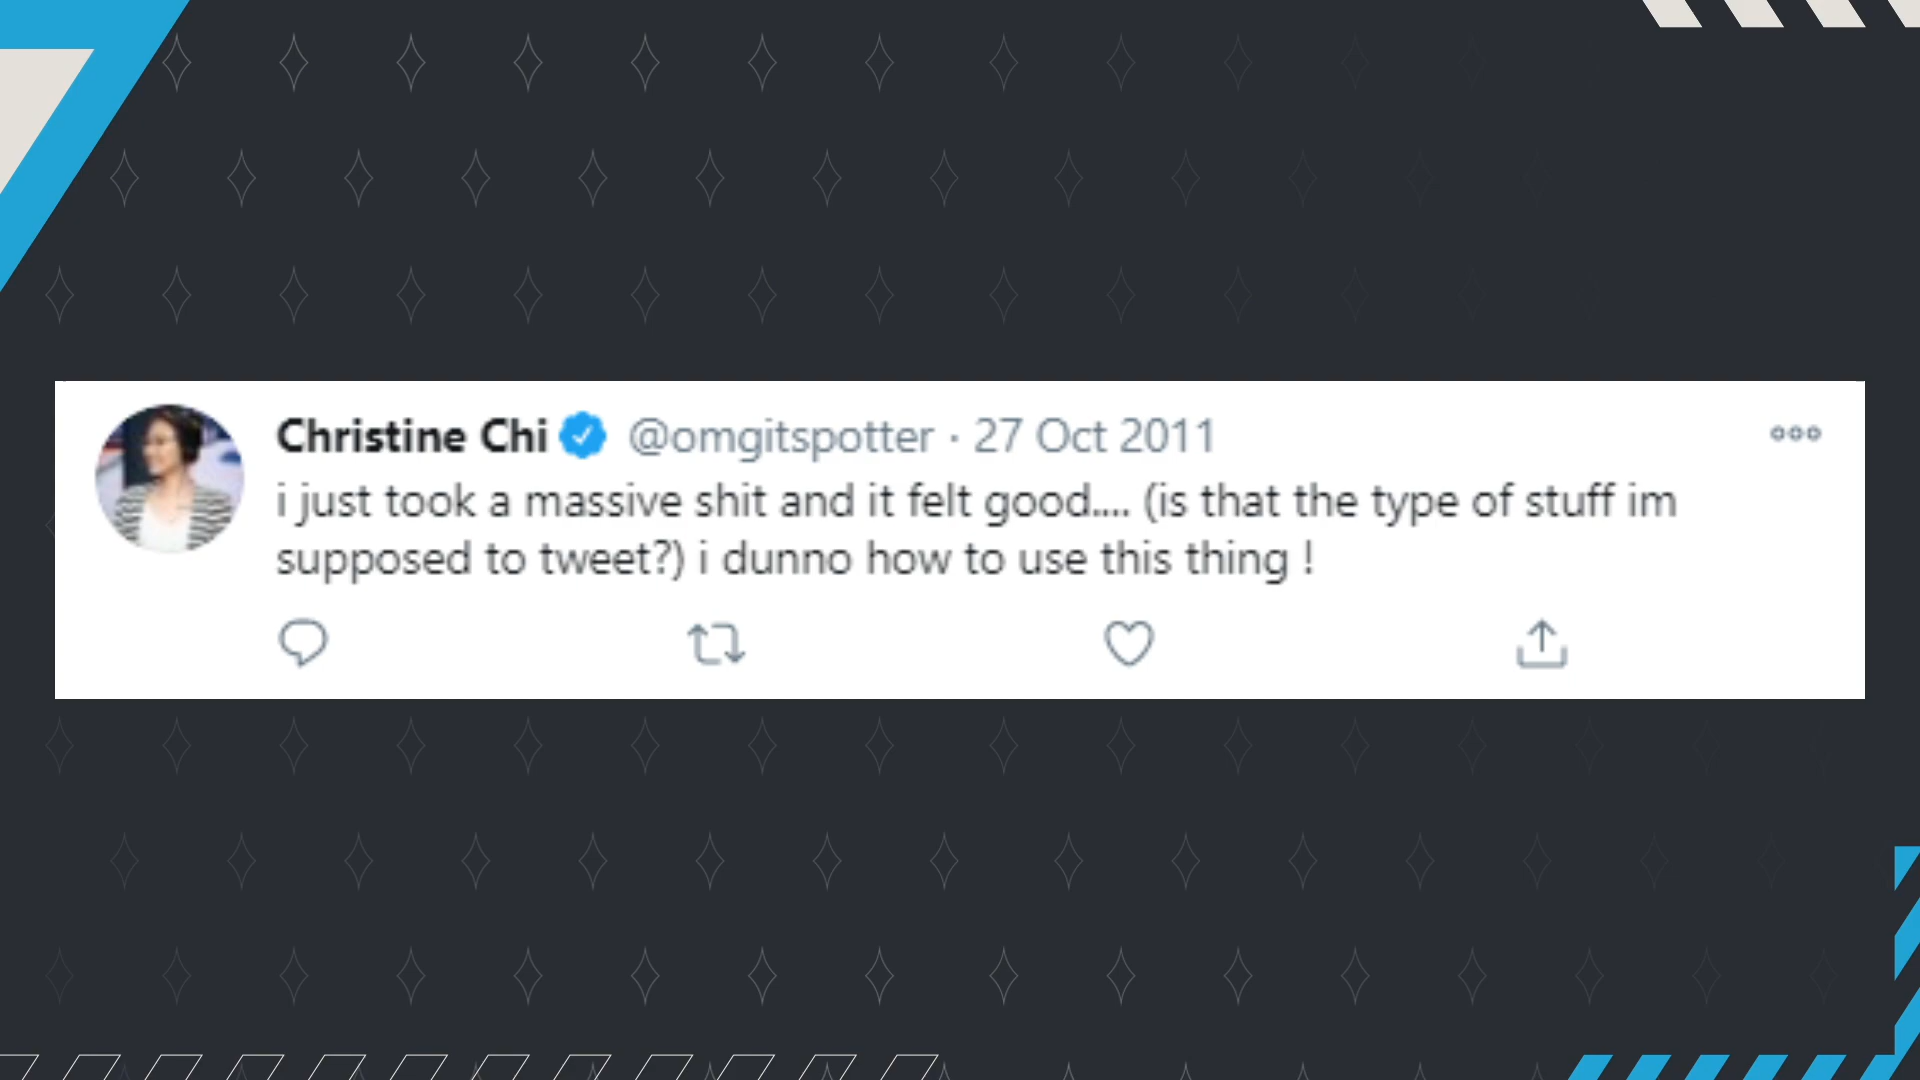 Christine Chi @omgitspotter · 27 Oct 2011
i just took a massive shit and it felt good.... (is that the type of stuff im
supposed to tweet?) i dunno how to use this thing !